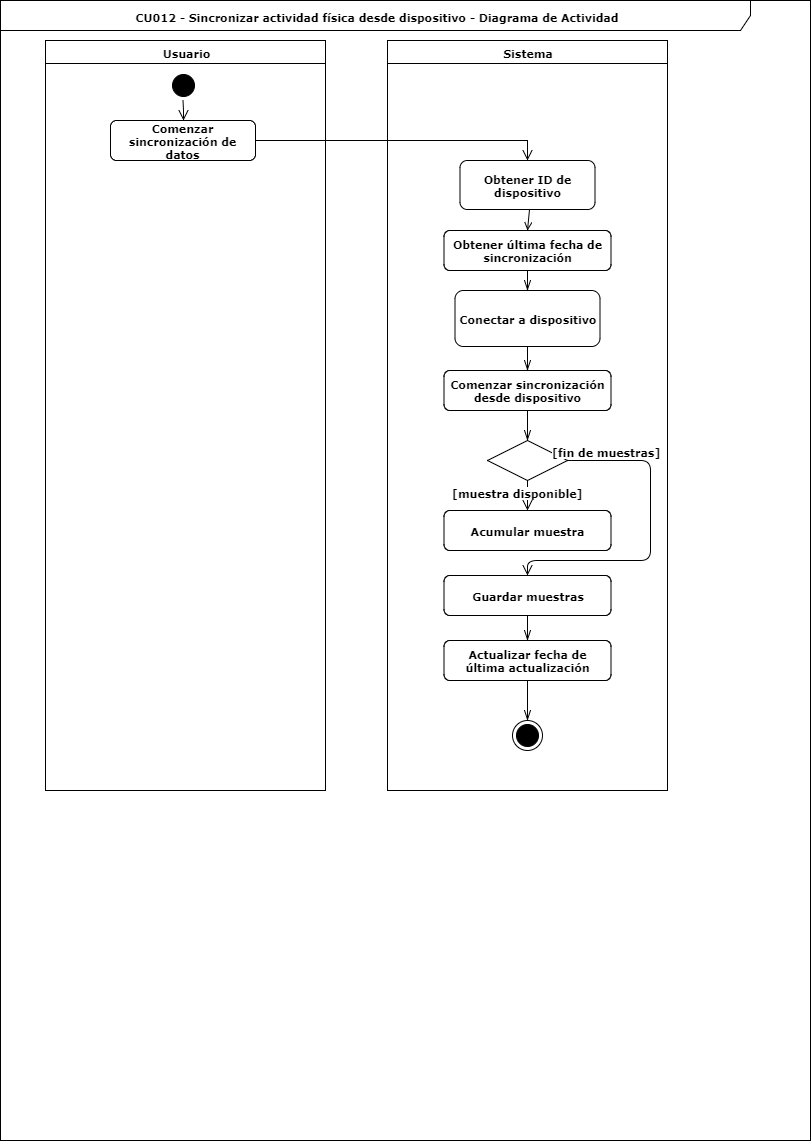 CU012 - Sincronizar actividad física desde dispositivo - Diagrama de Actividad
Usuario
Sistema
Comenzar
sincronización de
datos
Obtener ID de
dispositivo
Obtener última fecha de
sincronización
Conectar a dispositivo
Comenzar sincronización
desde dispositivo
[fin de muestras]
[muestra disponible]
Acumular muestra
Guardar muestras
Actualizar fecha de
última actualización